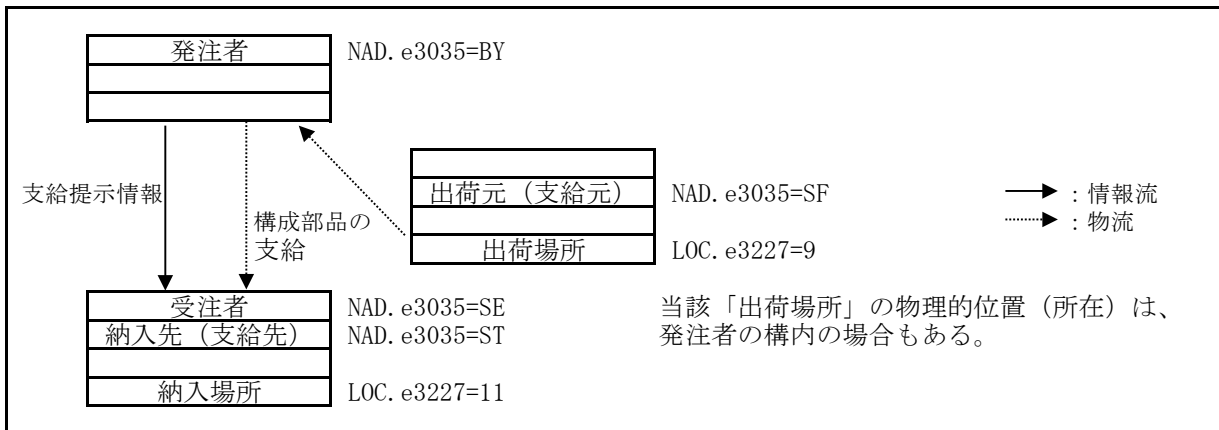 発注者 NAD.e3035=BY
支給提示情報
構成部品の
支給
出荷元（支給元） NAD.e3035=SF
出荷場所 LOC.e3227=9
：情報流
：物流
受注者 NAD.e3035=SE
納入先（支給先） NAD.e3035=ST
納入場所 LOC.e3227=11
当該「出荷場所」の物理的位置（所在）は、
発注者の構内の場合もある。